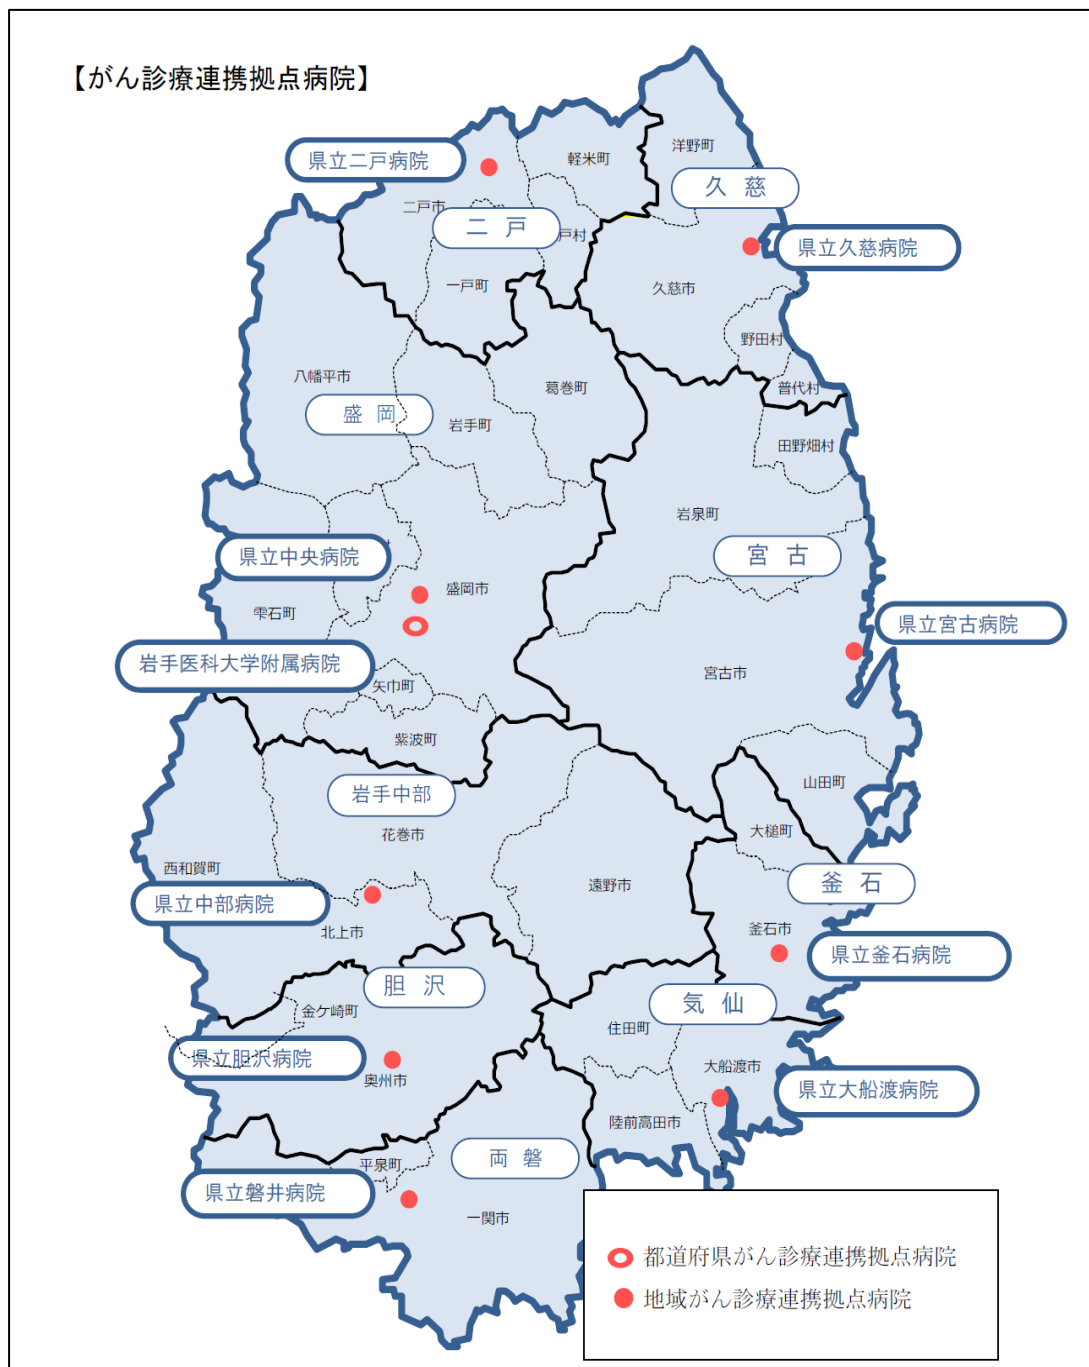 【がん診療連携拠点病院】
県立二戸病院
軽米町
洋野町
久慈
二戸市
二戸
戸村
県立久慈病院
一戸町
久慈市
野田村
八幡平市
葛巻町
普代村
盛岡
岩手町
田野畑村
岩泉町
県立中央病院
宮古
盛岡市
雫石町
県立宮古病院
岩手医科大学附属病院
矢巾町
宮古市
紫波町
岩手中部
山田町
花巻市
大槌町
西和賀町
遠野市
釜石
県立中部病院
北上市
釜石市
県立釜石病院
胆沢
金ケ崎町
気仙
住田町
県立胆沢病院
奥州市
大船渡市
県立大船渡病院
陸前高田市
両磐
平泉町
県立磐井病院
一関市
都道府県がん診療連携拠点病院
地域がん診療連携拠点病院